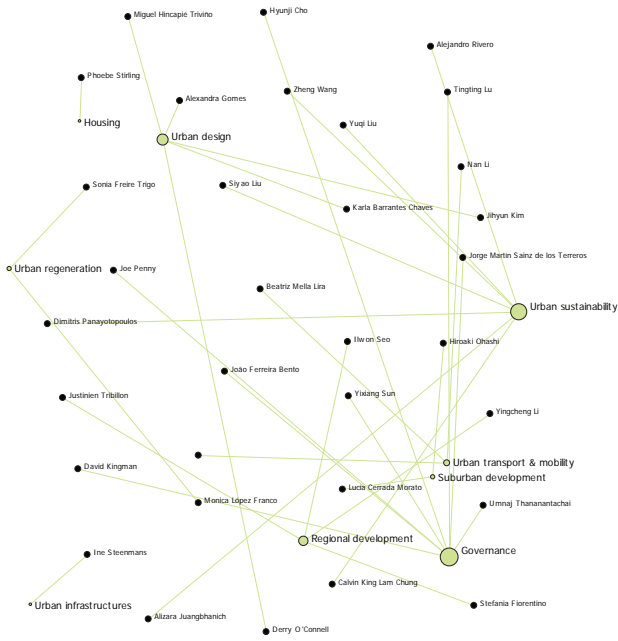 Miguel Hincapié Triviño
Hyunji Cho
Alejandro Rivero
Phoebe Stirling
Zheng Wang
Tingting Lu
Alexandra Gomes
Housing
Yuqi Liu
Urban design
Nan Li
Sonia Freire Trigo
Siyao Liu
Karla Barrantes Chaves
Jihyun Kim
Jorge Martin Sainz de los Terreros
Urban regeneration
Joe Penny
Beatriz Mella Lira
Urban sustainability
Dimitris Panayotopoulos
Ilwon Seo
Hiroaki Ohashi
João Ferreira Bento
Justinien Tribillon
Yixiang Sun
Yingcheng Li
Urban transport & mobility
David Kingman
Suburban development
Lucia Cerrada Morato
Monica López Franco
Umnaj Thananantachai
Regional development
Governance
Ine Steenmans
Calvin King Lam Chung
Urban infrastructures
Stefania Fiorentino
Alizara Juangbhanich
Derry O'Connell